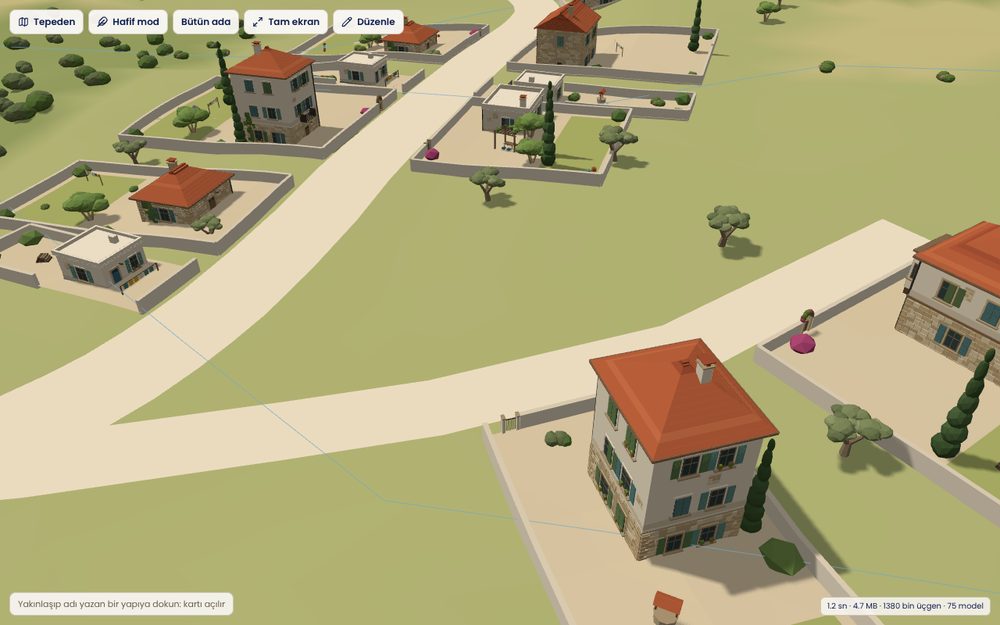 Tepeden
Hafif mod
Bütün ada
Tam ekran
Düzenle
Yakınlaşıp adı yazan bir yapıya dokun: kartı açılır
1.2 sn · 4.7 MB · 1380 bin üçgen · 75 model